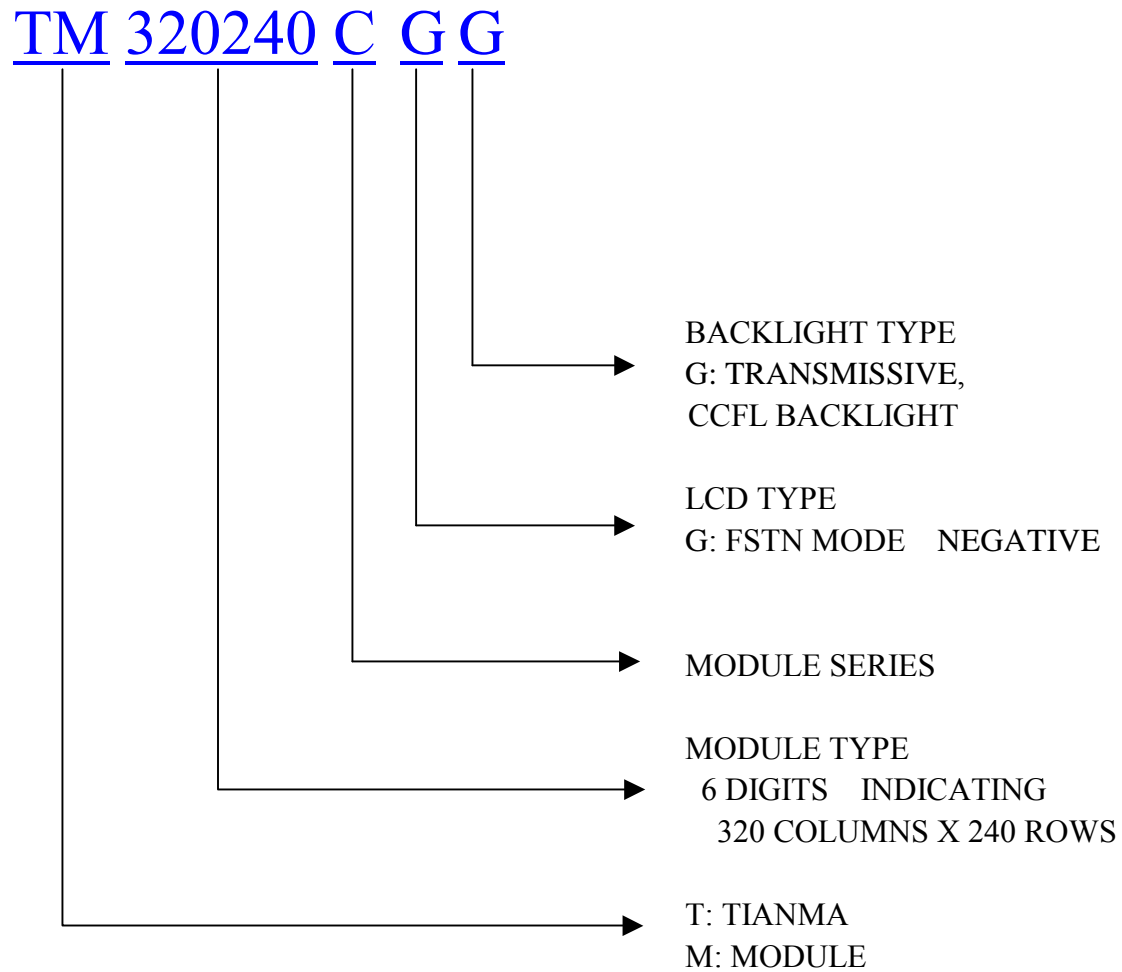 TM 320240 C G G
BACKLIGHT TYPE
G: TRANSMISSIVE,
CCFL BACKLIGHT
LCD TYPE
G: FSTN MODE NEGATIVE
MODULE SERIES
MODULE TYPE
6 DIGITS INDICATING
320 COLUMNS X 240 ROWS
T: TIANMA
M: MODULE